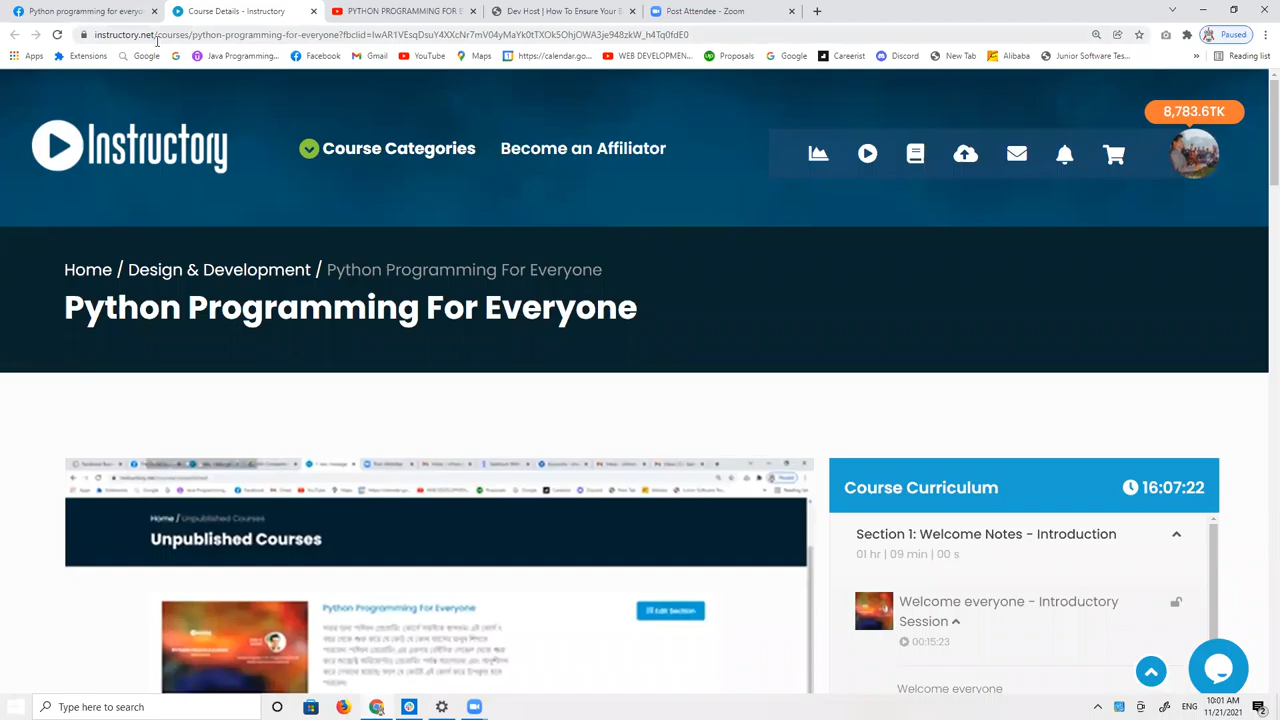 Python programming for everyo
Course Details - Instructory
PYTHON PROGRAMMING FOR E
Dev Host | How To Ensure Your B
Post Attendee - Zoom
instructory.net/courses/python-programming-for-everyone?fbclid=IwAR1VEsqDsuY4XXcNr7mV04yMaYk0tTXOk5OhjOWA3je948zkW_h4Tq0fdE0
Paused
Apps
Extensions
Google
Java Programming...
Facebook
Gmail
YouTube
Maps
https://calendar.go...
WEB DEVELOPMEN...
Proposals
Google
Careerist
Discord
New Tab
Alibaba
Junior Software Tes...
»
Reading list
8,783.6TK
Instructory
Course Categories
Become an Affiliator
Home / Design & Development / Python Programming For Everyone
Python Programming For Everyone
Home / Unpublished Courses
Unpublished Courses
Python Programming For Everyone
Edit Section
Course Curriculum
16:07:22
Section 1: Welcome Notes - Introduction
01 hr | 09 min | 00 s
Welcome everyone - Introductory
Session
00:15:23
Welcome everyone
Type here to search
ENG
10:01 AM
11/21/2021
2